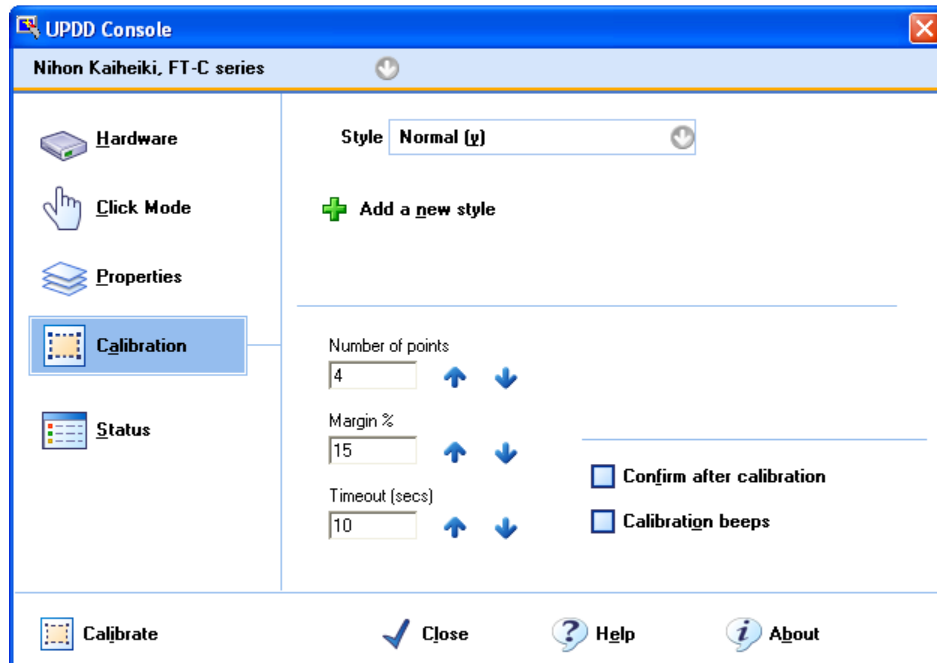 UPDD Console
Nihon Kaiheiki, FT-C series
Hardware
Click Mode
Properties
Calibration
Status
Style Normal (y)
Add a new style
Number of points
4
Margin %
15
Timeout (secs)
10
Confirm after calibration
Calibration beeps
Calibrate Close Help About